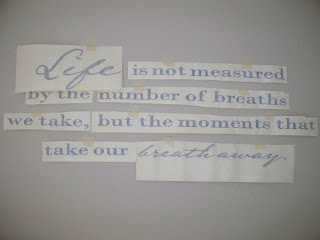 Life is not measured
by the number of breaths
we take, but the moments that
take our breath away.